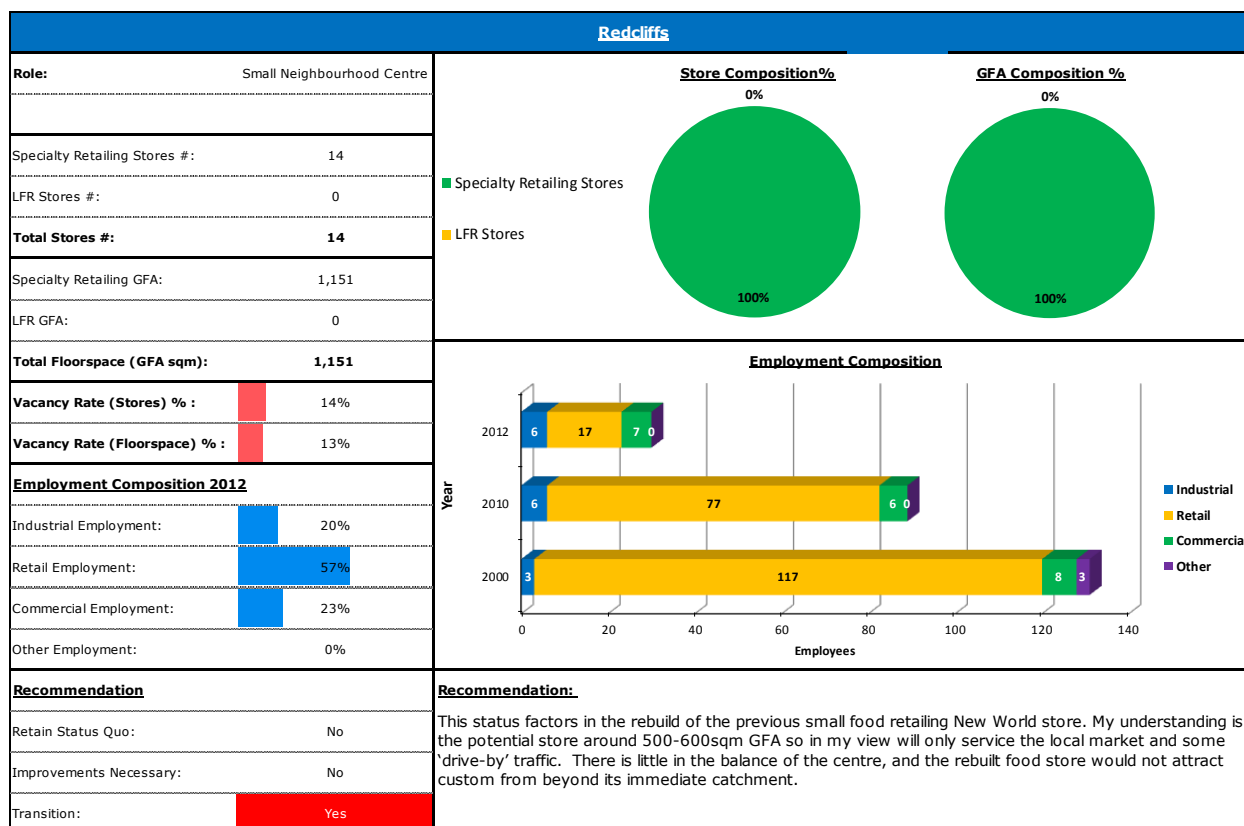 Redcliffs
Role: Small Neighbourhood Centre
Specialty Retailing Stores #: 14
LFR Stores #: 0
Total Stores #: 14
Specialty Retailing GFA: 1,151
LFR GFA: 0
Total Floorspace (GFA sqm): 1,151
Vacancy Rate (Stores) % : 14%
Vacancy Rate (Floorspace) % : 13%
Employment Composition 2012
Industrial Employment: 20%
Retail Employment: 57%
Commercial Employment: 23%
Other Employment: 0%
Recommendation
Retain Status Quo: No
Improvements Necessary: No
Transition: Yes
Store Composition%
0%
100%
GFA Composition %
0%
100%
Specialty Retailing Stores
LFR Stores
Employment Composition
Year
2012 6 17 7 0
2010 6 77 6 0
2000 3 117 8 3
0 20 40 60 80 100 120 140
Employees
Industrial
Retail
Commercia
Other
Recommendation:
This status factors in the rebuild of the previous small food retailing New World store. My understanding is
the potential store around 500-600sqm GFA so in my view will only service the local market and some
‘drive-by’ traffic.  There is little in the balance of the centre, and the rebuilt food store would not attract
custom from beyond its immediate catchment.